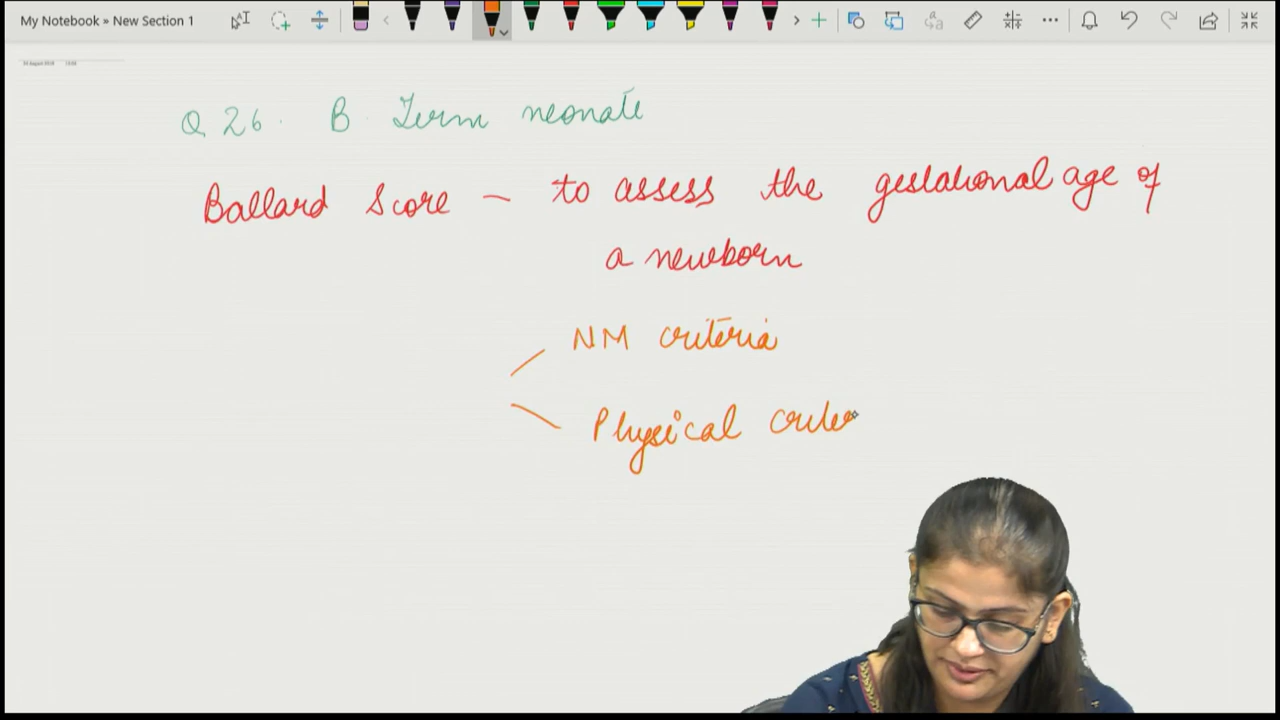 My Notebook » New Section 1
Q 26. B. Term neonate
Ballard Score — to assess the gestational age of
a newborn
NM criteria
Physical criter